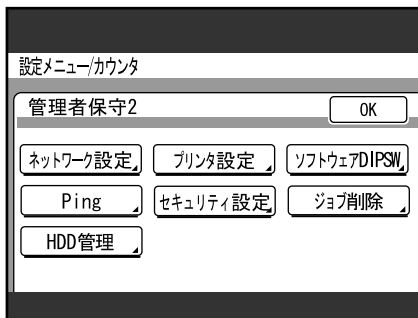 設定メニュー/カウンタ
管理者保守2
OK
ネットワーク設定 プリンタ設定 ソフトウェアDIPSW
Ping セキュリティ設定 ジョブ削除
HDD管理